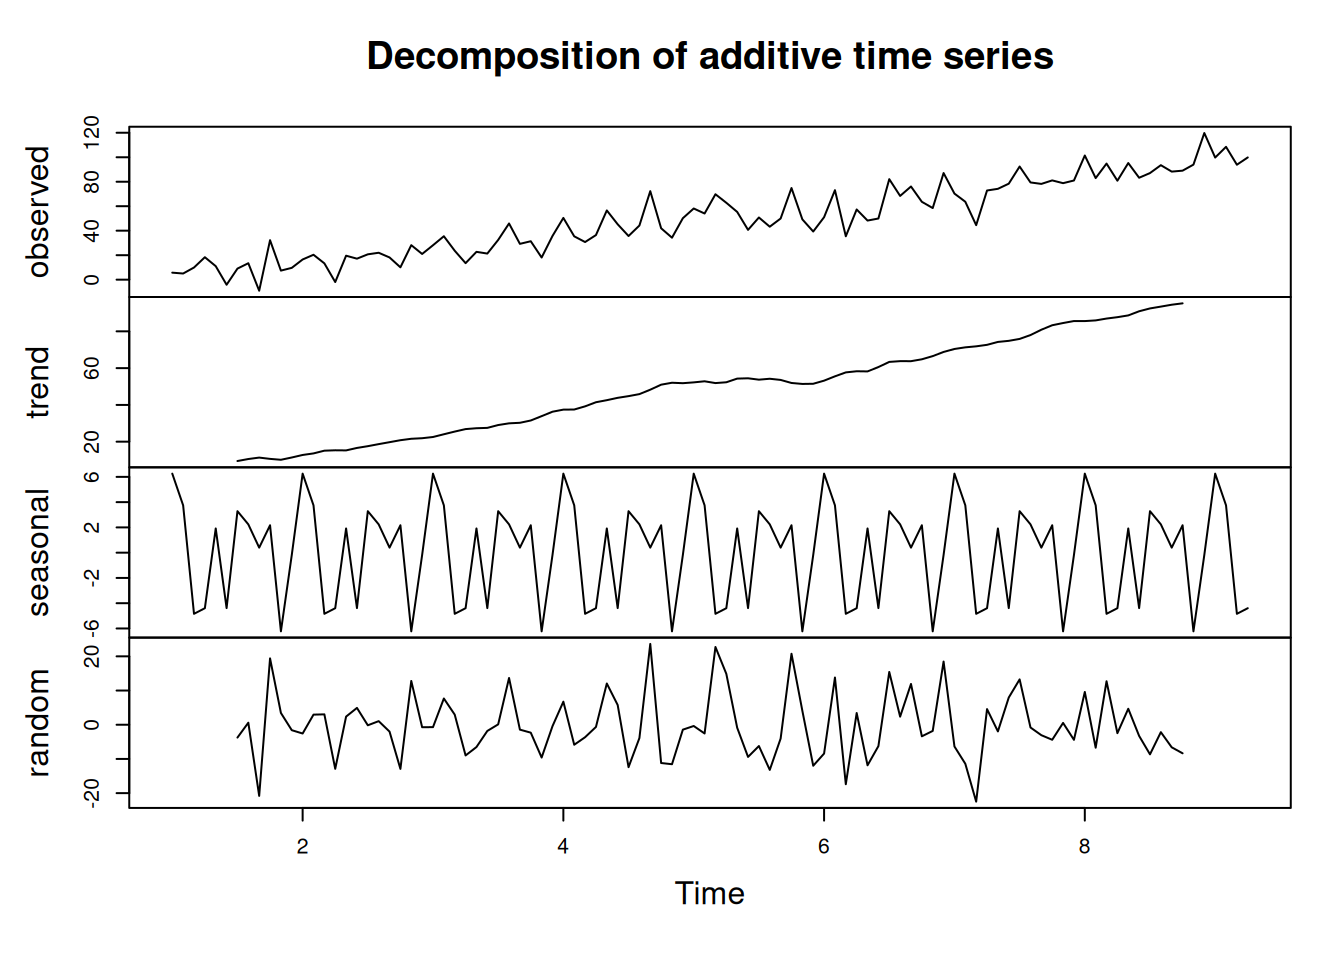 Decomposition of additive time series
observed
0 40 80 120
trend
20 60
seasonal
-6 -2 2 6
random
-20 0 20
2 4 6 8
Time